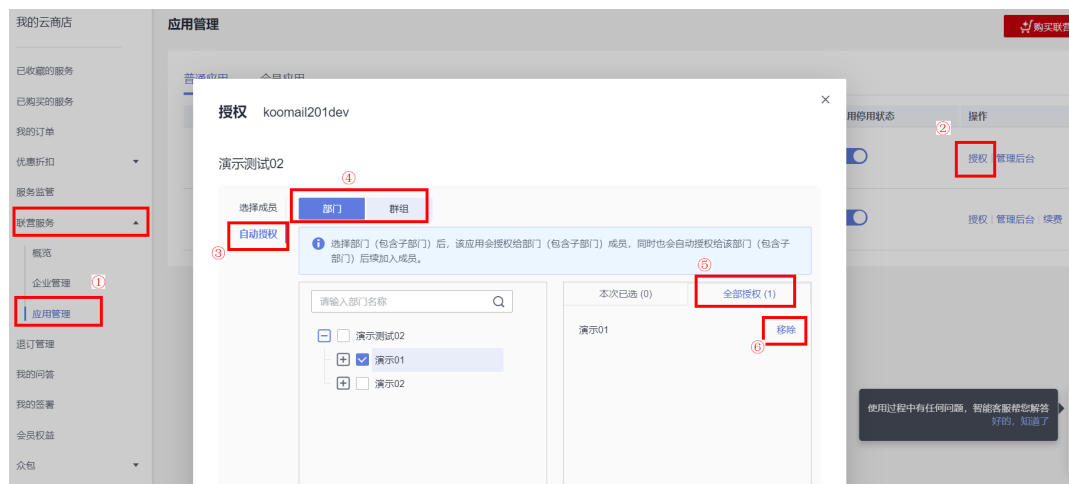 我的云商店
应用管理
购买联营
已收藏的服务
已购买的服务
我的订单
优惠折扣
服务监管
联营服务
概览
①
企业管理
应用管理
退订管理
我的问答
我的签署
会员权益
众包
普通应用 会员应用
用停用状态 操作
②
授权 管理后台
授权 管理后台 续费
授权 koomail201dev
演示测试02
④
选择成员 部门 群组
自动授权
③
选择部门（包含子部门）后，该应用会授权给部门（包含子部门）成员，同时也会自动授权给该部门（包含子
部门）后续加入成员。
⑤
请输入部门名称
本次已选 (0) 全部授权 (1)
演示测试02
演示01
演示02
演示01 移除
⑥
使用过程中有任何问题，智能客服帮您解答
好的，知道了